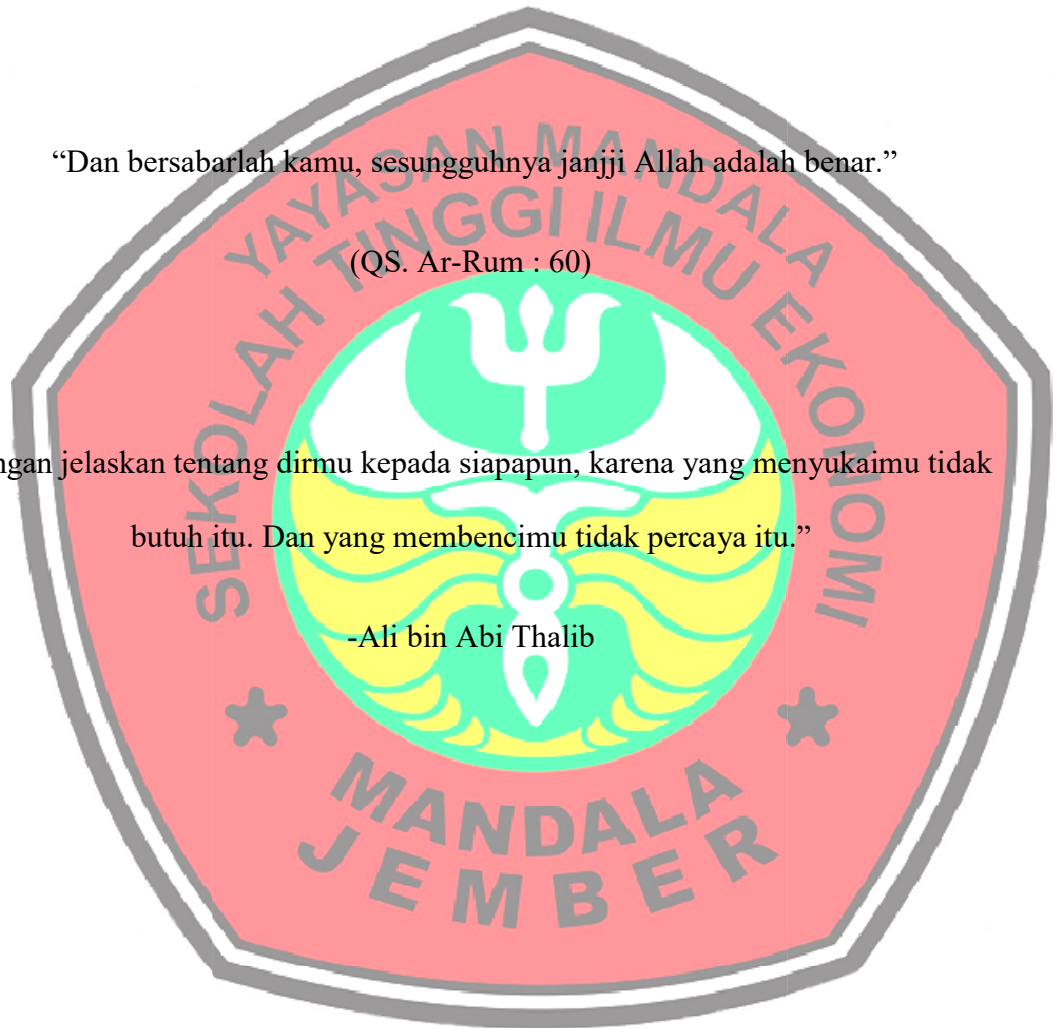 “Dan bersabarlah kamu, sesungguhnya janjji Allah adalah benar.”
(QS. Ar-Rum : 60)
jelaskan tentang dirmu kepada siapapun, karena yang menyukaimu tidak
butuh itu. Dan yang membencimu tidak percaya itu.”
-Ali bin Abi Thalib
YAYASAN MANDALA
SEKOLAH TINGGI ILMU EKONOMI
MANDALA
JEMBER